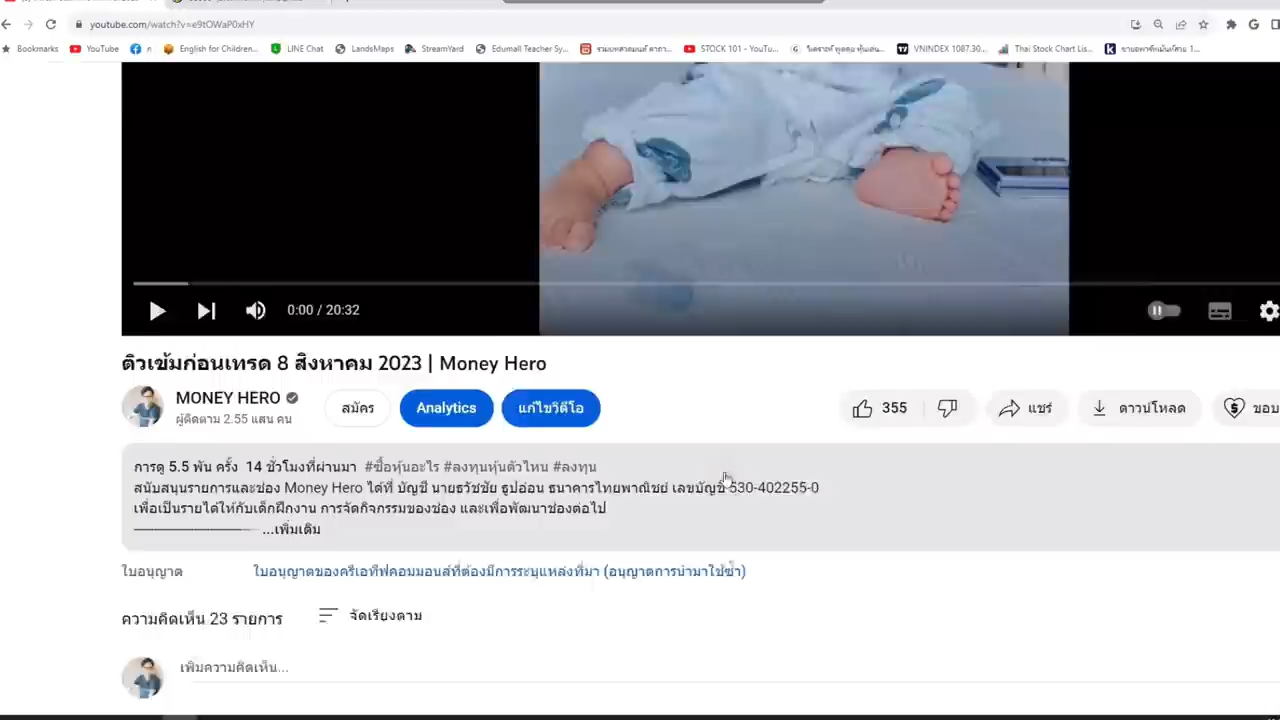 youtube.com/watch?v=e9tOWaP0xHY
Bookmarks YouTube n English for Children... LINE Chat LandsMaps StreamYard Edumall Teacher Sy... STOCK 101 - YouTu... VNINDEX 1087.30... Thai Stock Chart Lis...
0:00 / 20:32
ติวเข้มก่อนเทรด 8 สิงหาคม 2023 | Money Hero
MONEY HERO
ผู้ติดตาม 2.55 แสน คน
สมัคร Analytics แก้ไขวิดีโอ 355 แชร์ ดาวน์โหลด ขอบ
การดู 5.5 พัน ครั้ง 14 ชั่วโมงที่ผ่านมา #ซื้อหุ้นอะไร #ลงทุนหุ้นตัวไหน #ลงทุน
สนับสนุนรายการและช่อง Money Hero ได้ที่ บัญชี นายธวัชชัย ธูปอ่อน ธนาคารไทยพาณิชย์ เลขบัญชี 530-402255-0
เพื่อเป็นรายได้ให้กับเด็กฝึกงาน การจัดกิจกรรมของช่อง และเพื่อพัฒนาช่องต่อไป
...เพิ่มเติม
ใบอนุญาต ใบอนุญาตของครีเอทีฟคอมมอนส์ที่ต้องมีการระบุแหล่งที่มา (อนุญาตการนำมาใช้ซ้ำ)
ความคิดเห็น 23 รายการ จัดเรียงตาม
เพิ่มความคิดเห็น...